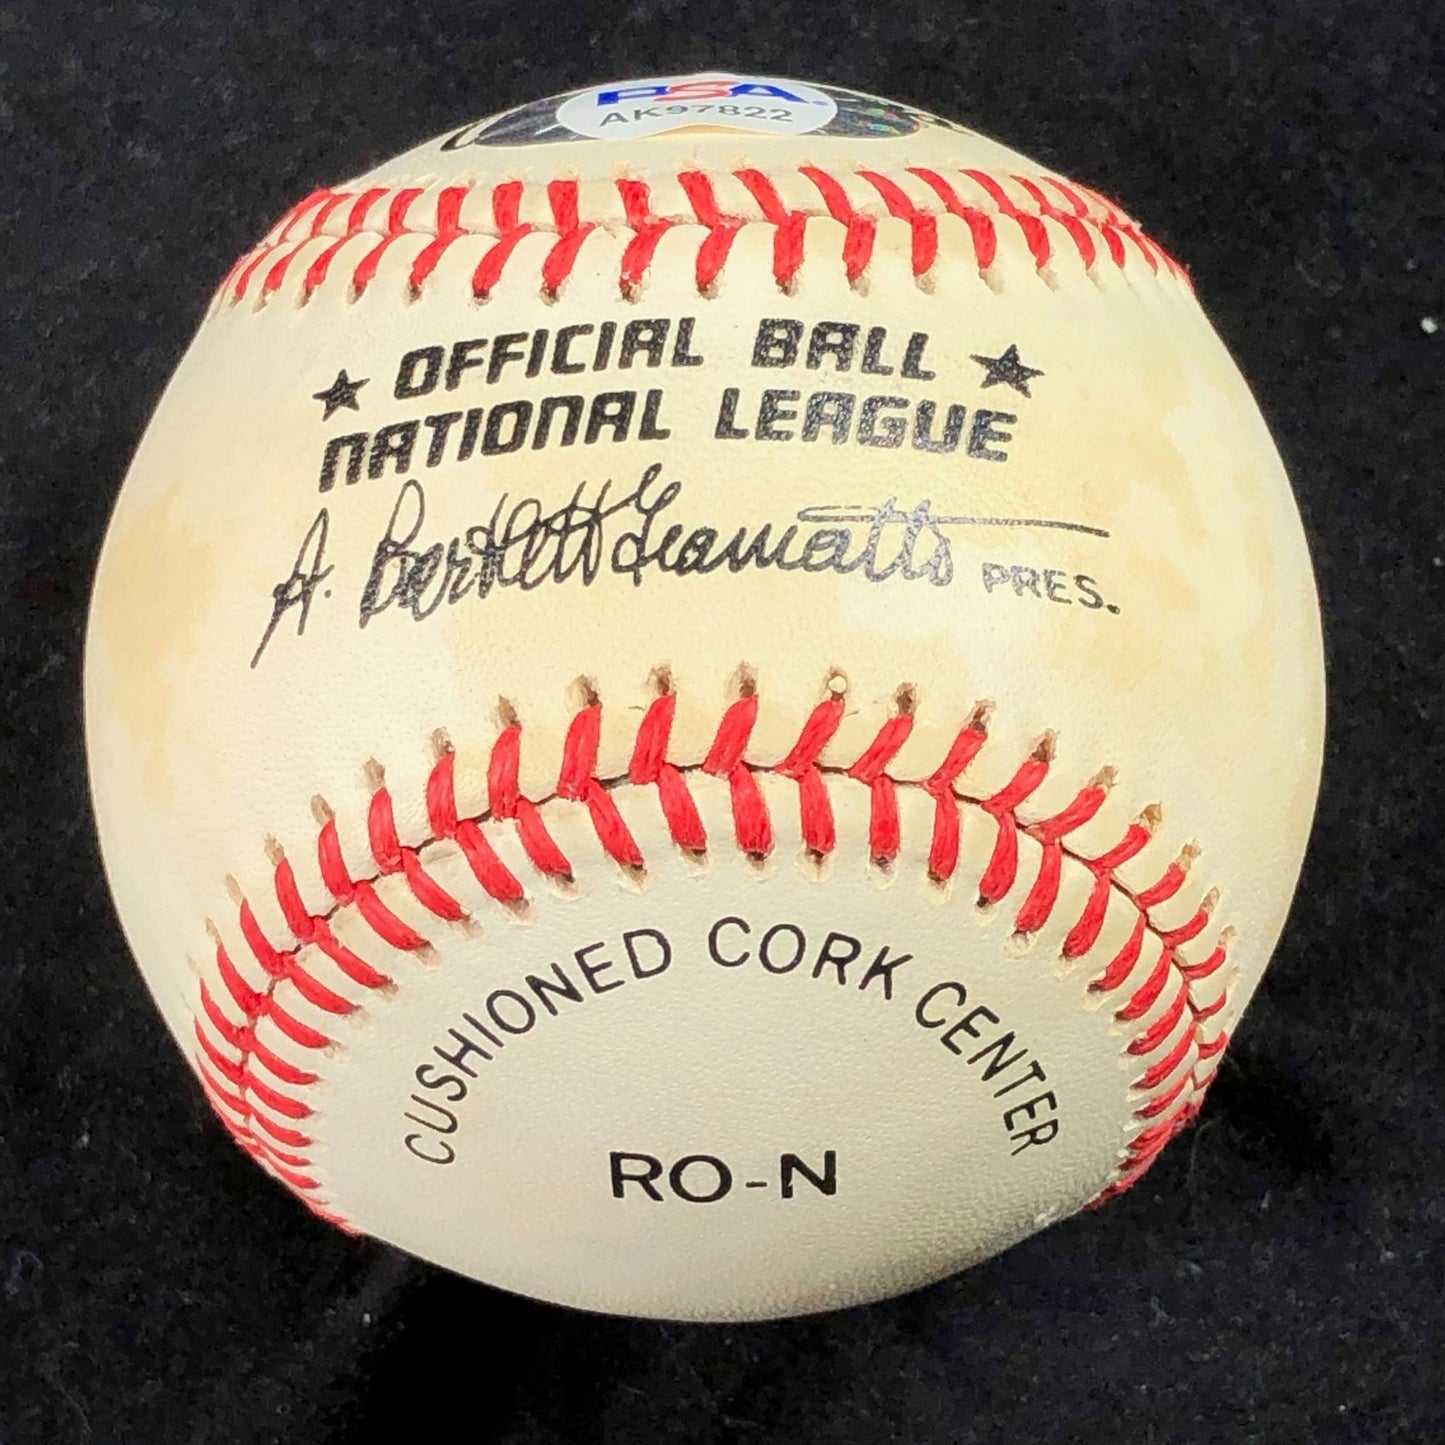 PSA
AK97822
★ OFFICIAL BALL ★
NATIONAL LEAGUE
A. Bartlett Giamatti PRES.
CUSHIONED CORK CENTER
RO-N